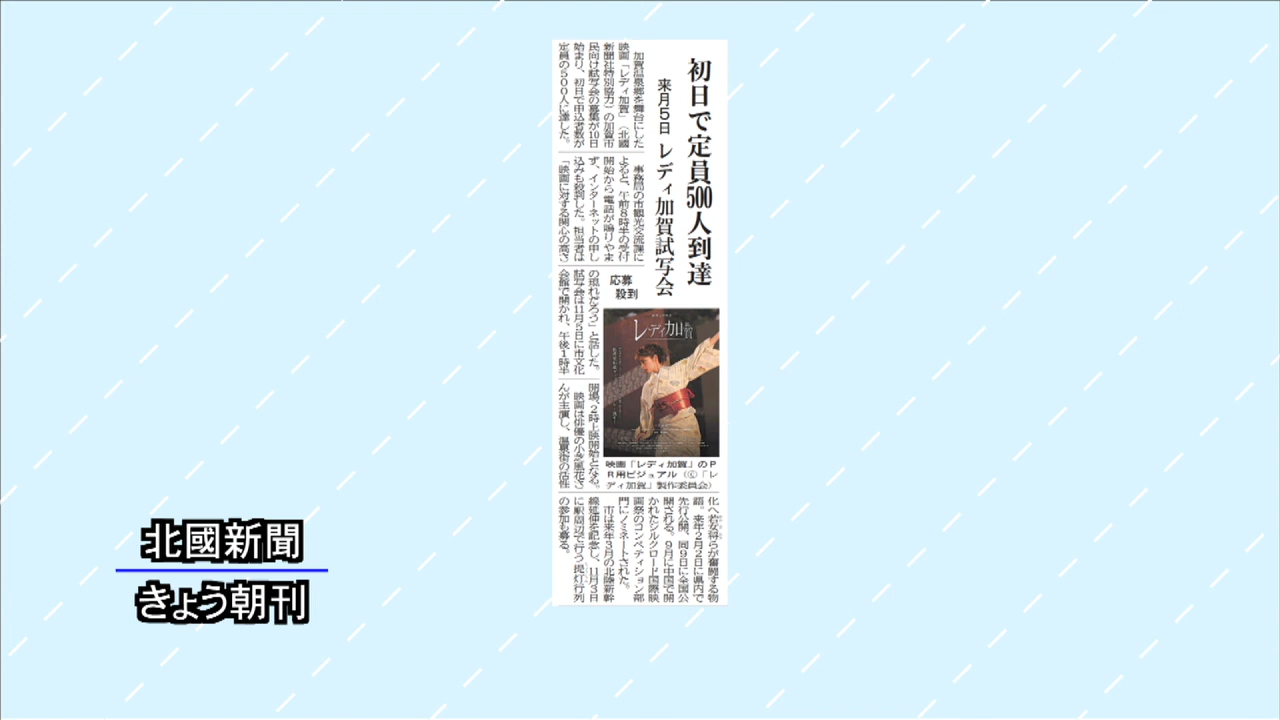 初日で定員500人到達
来月5日 レディ加賀試写会
応募
殺到
加賀温泉郷を舞台にした
映画「レディ加賀」（北國
新聞社特別協力）の加賀市
民向け試写会の募集が10日
始まり、初日で申込者数が
定員の500人に達した。
事務局の市観光交流課に
よると、午前8時半の受付
開始から電話が鳴りやま
ず、インターネットの申し
込みも殺到した。担当者は
「映画に対する関心の高さ
の現れだろう」と話した。
試写会は11月5日に市文化
会館で開かれ、午後1時半
開場、2時上映開始となる。
映画は俳優の小芝風花さ
んが主演し、温泉街の活性
化へ若女将らが奮闘する物
語。来年2月2日に県内で
先行公開、同9日に全国公
開される。9月に中国で開
かれたシルクロード国際映
画祭のコンペティション部
門にノミネートされた。
市は来年3月の北陸新幹
線延伸を記念し、11月3日
に駅周辺で行う提灯行列
の参加も募る。
レディ加賀
映画「レディ加賀」のP
R用ビジュアル（©「レ
ディ加賀」製作委員会）
北國新聞
きょう朝刊